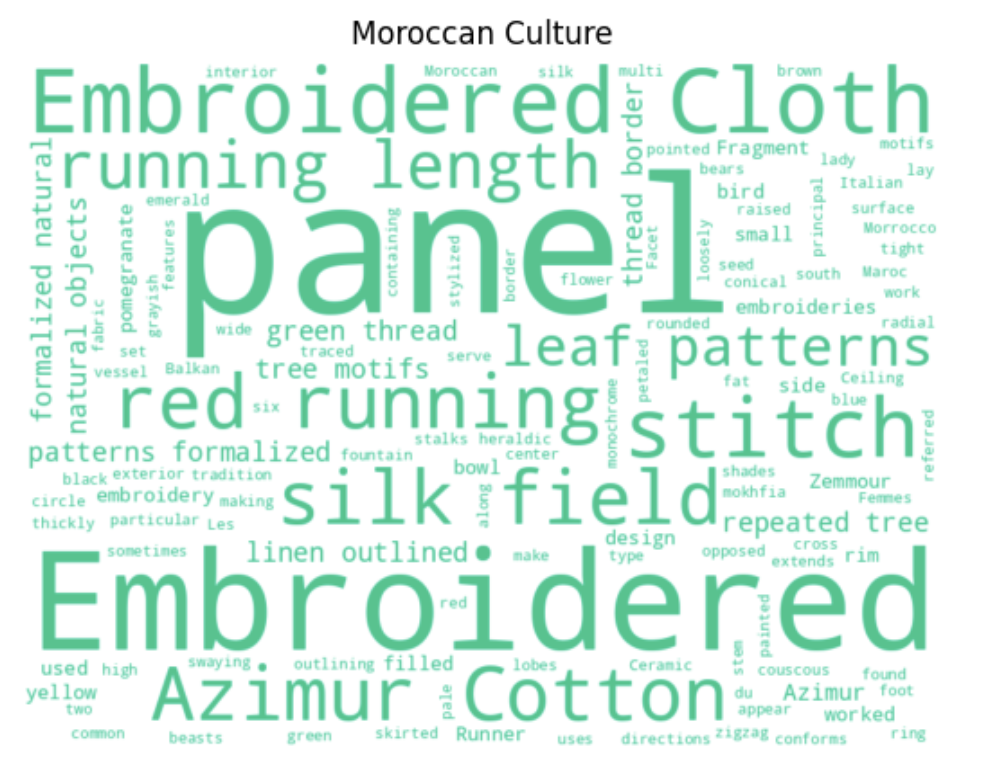 Moroccan Culture
interior Moroccan silk multi brown
Embroidered Cloth
running length
thread border
pointed Fragment motifs
bears lady lay
bird Italian
emerald raised principal surface
panel
small Morrocco
tight
formalized natural
natural objects
pomegranate
grayish
features
containing
stylized
border
flower
Facet
loosely
seed conical south Maroc
work
embroideries
fabric
wide green thread rounded radial
set traced serve leaf patterns
vessel Balkan tree motifs petaled
fat side Ceiling
blue
red six running stitch
monochrome
referred
stalks heraldic
patterns formalized fountain center
bowl
black exterior tradition shades
circle embroidery making silk along field mokhfia Zemmour
Femmes
thickly particular Les repeated tree
design
sometimes linen outlined make type opposed cross
extends rim
Embroidered
red
painted
used high swaying outlining filled lobes Ceramic stem couscous found
yellow Azimur Cotton pale du Azimur foot
two appear worked
common beasts green skirted Runner uses directions zigzag conforms ring